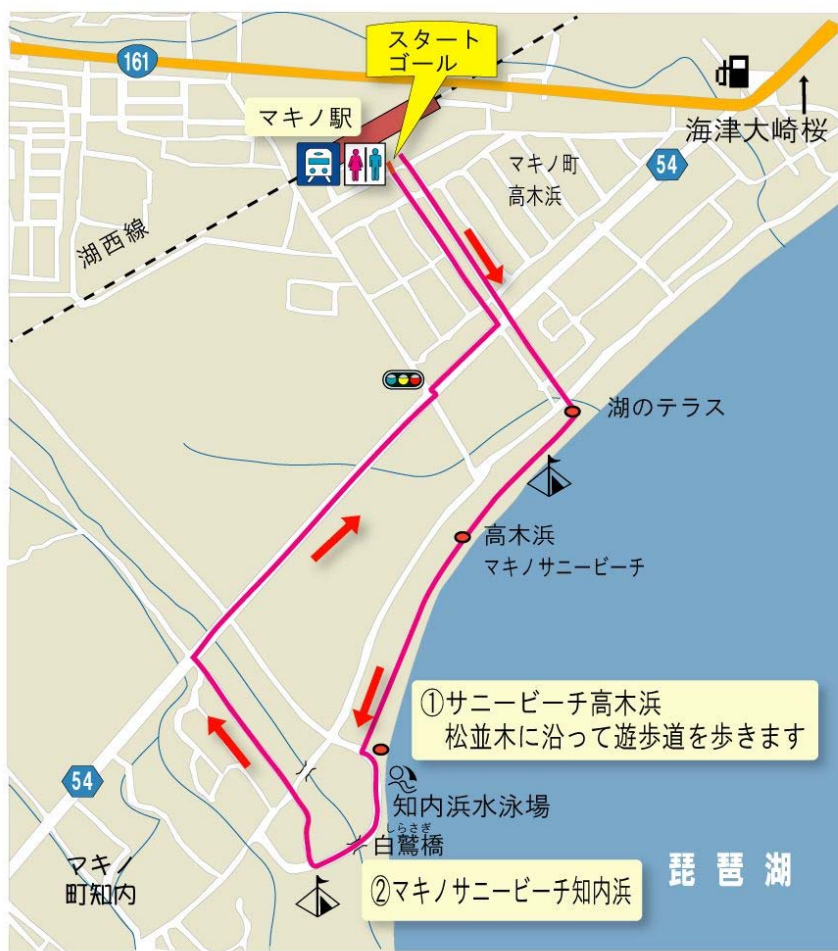 スタート
ゴール
161
マキノ駅
海津大崎桜
マキノ町
高木浜
54
湖西線
湖のテラス
高木浜
マキノサニービーチ
①サニービーチ高木浜
松並木に沿って遊歩道を歩きます
54
知内浜水泳場
しらさぎ
白鷺橋
マキノ
町知内
②マキノサニービーチ知内浜
琵琶湖